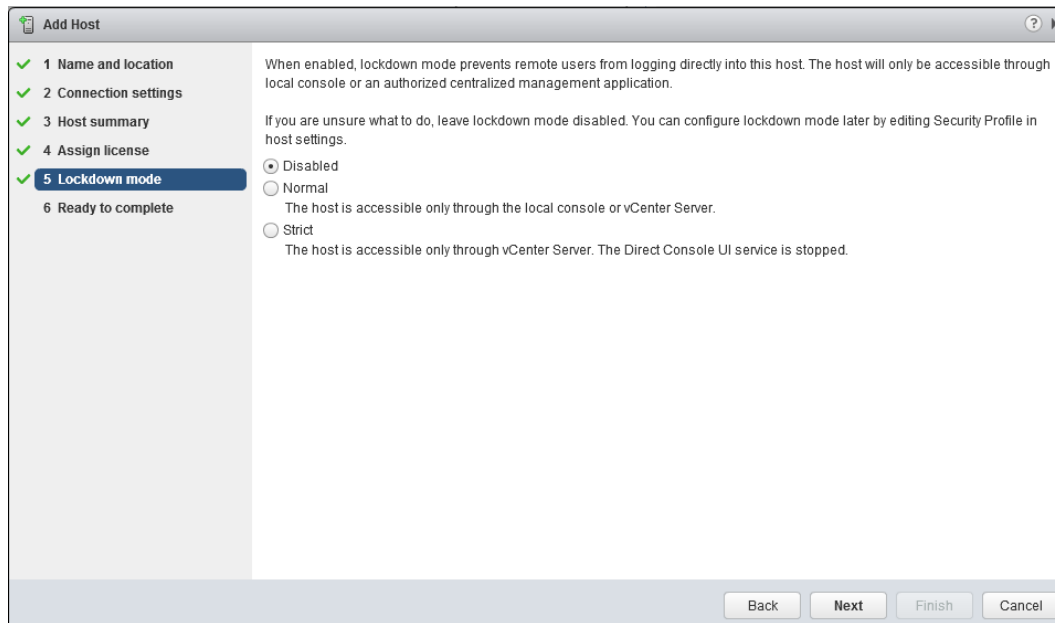 Add Host
?
1 Name and location
2 Connection settings
3 Host summary
4 Assign license
5 Lockdown mode
6 Ready to complete
When enabled, lockdown mode prevents remote users from logging directly into this host. The host will only be accessible through
local console or an authorized centralized management application.
If you are unsure what to do, leave lockdown mode disabled. You can configure lockdown mode later by editing Security Profile in
host settings.
Disabled
Normal
The host is accessible only through the local console or vCenter Server.
Strict
The host is accessible only through vCenter Server. The Direct Console UI service is stopped.
Back Next Finish Cancel